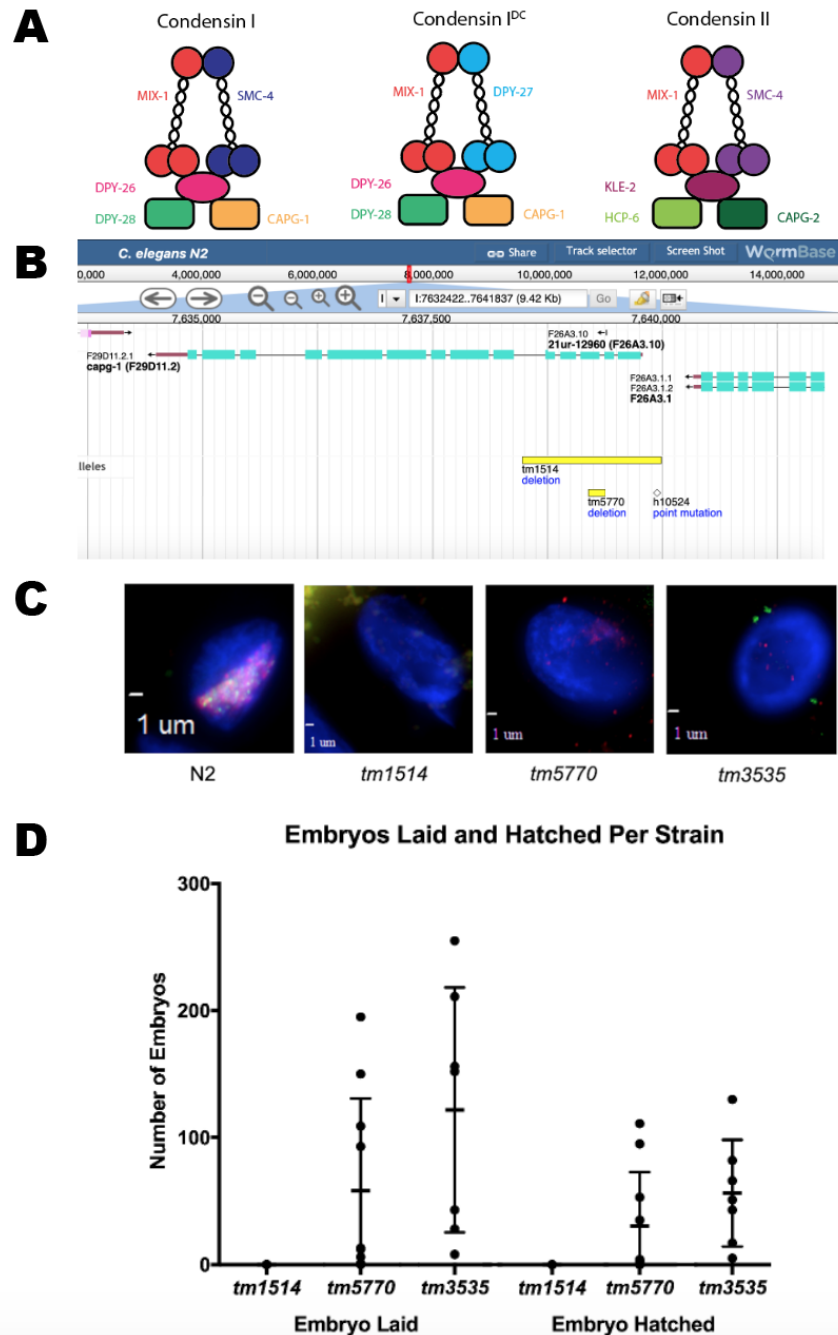 A
Condensin I
Condensin I^DC
Condensin II
MIX-1
SMC-4
MIX-1
DPY-27
MIX-1
SMC-4
DPY-26
DPY-26
KLE-2
DPY-28
CAPG-1
DPY-28
CAPG-1
HCP-6
CAPG-2
B
C. elegans N2
Share
Track selector
Screen Shot
WormBase
0,000
4,000,000
6,000,000
8,000,000
10,000,000
12,000,000
14,000,000
I
I:7632422..7641837 (9.42 Kb)
Go
7,635,000
7,637,500
7,640,000
F29D11.2.1
capg-1 (F29D11.2)
F26A3.10
21ur-12960 (F26A3.10)
F26A3.1.1
F26A3.1.2
F26A3.1
lleles
tm1514
deletion
tm5770
deletion
h10524
point mutation
C
1 um
1 um
1 um
1 um
N2
tm1514
tm5770
tm3535
D
Embryos Laid and Hatched Per Strain
Number of Embryos
300
200
100
0
tm1514
tm5770
tm3535
tm1514
tm5770
tm3535
Embryo Laid
Embryo Hatched